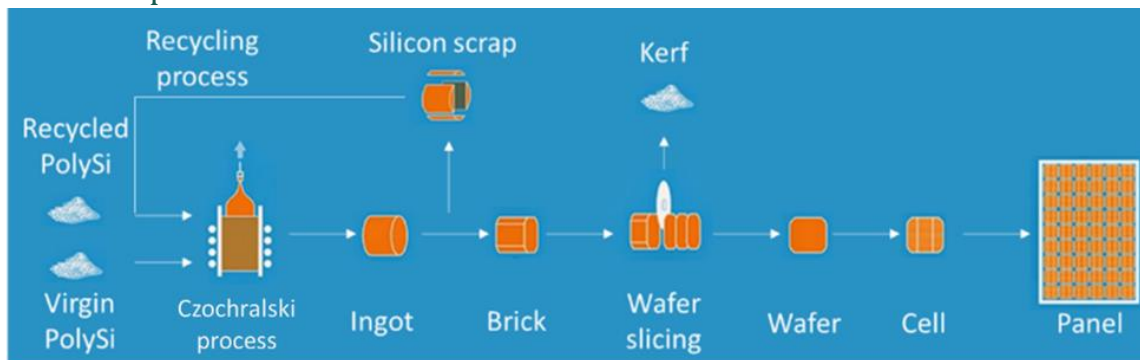 Recycling
process
Silicon scrap
Kerf
Recycled
PolySi
Virgin
PolySi
Czochralski
process
Ingot
Brick
Wafer
slicing
Wafer
Cell
Panel